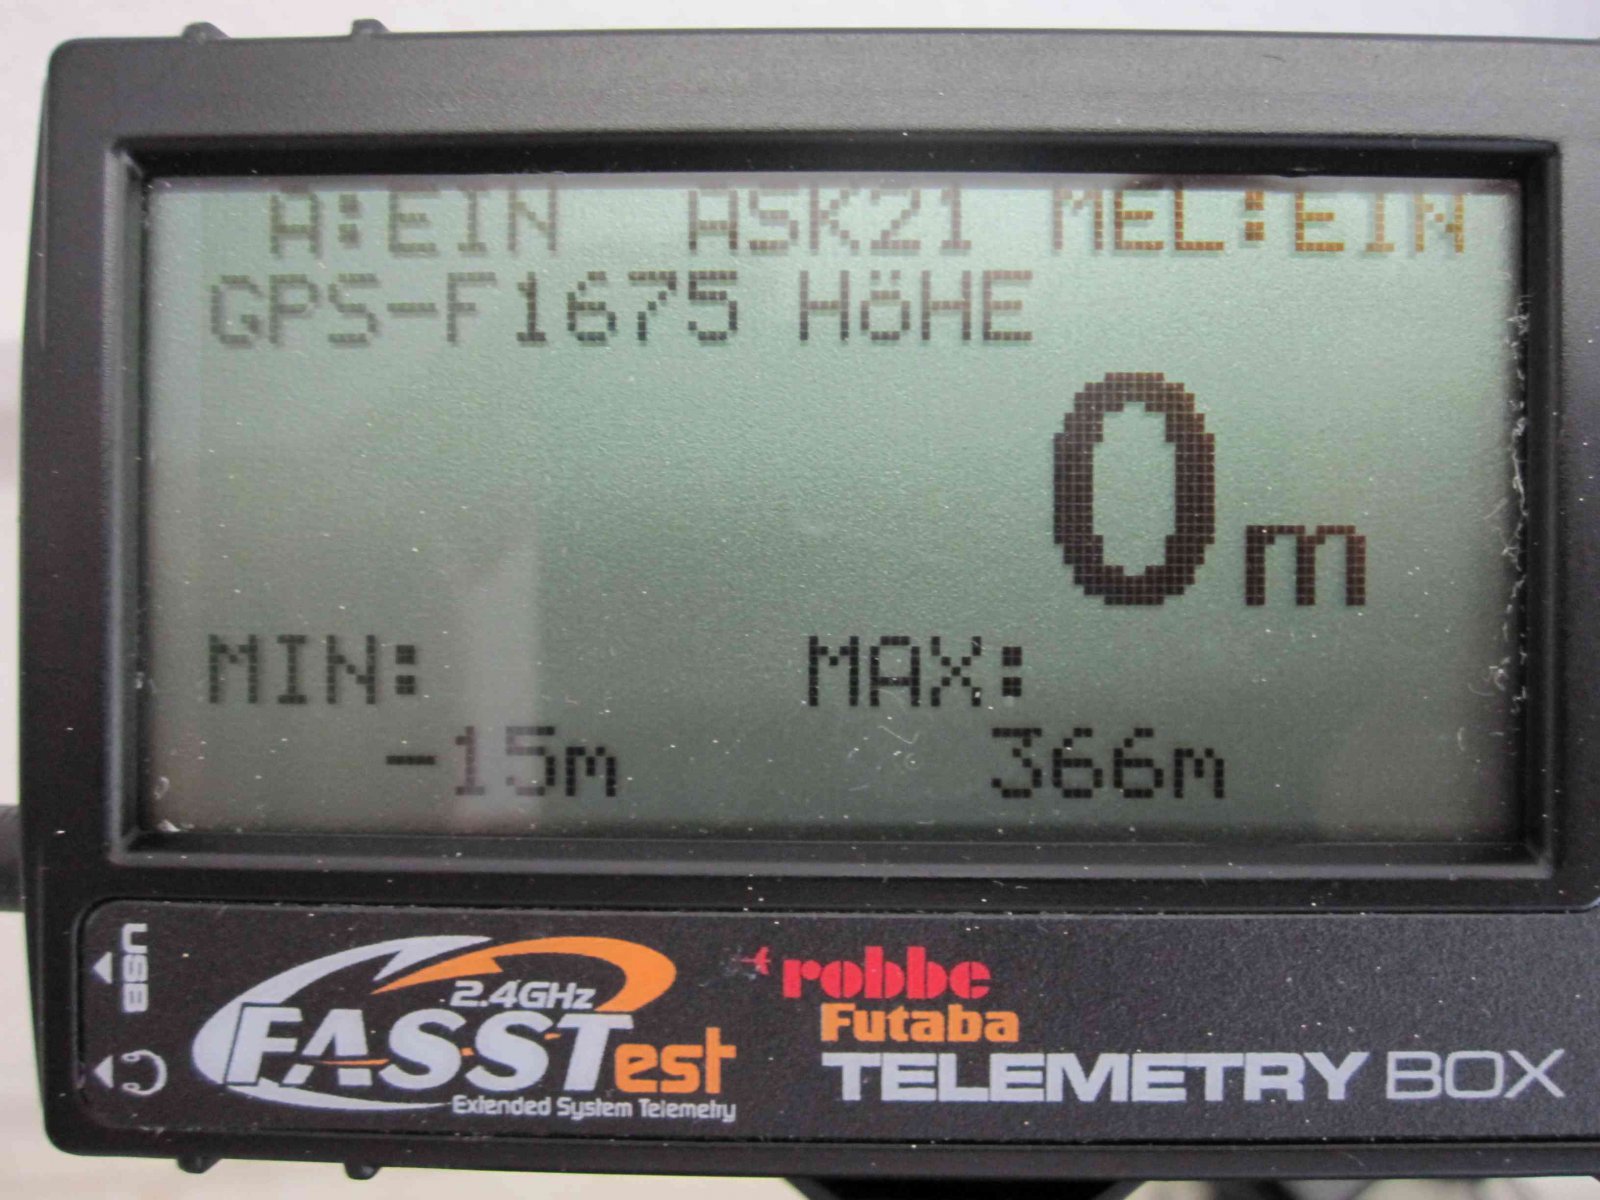 A:EIN ASK21 MEL:EIN
GPS-F1675 HÖHE
0m
MIN: MAX:
-15m 366m
USB
2.4GHz
FASSTest
Extended System Telemetry
robbe
Futaba
TELEMETRY BOX